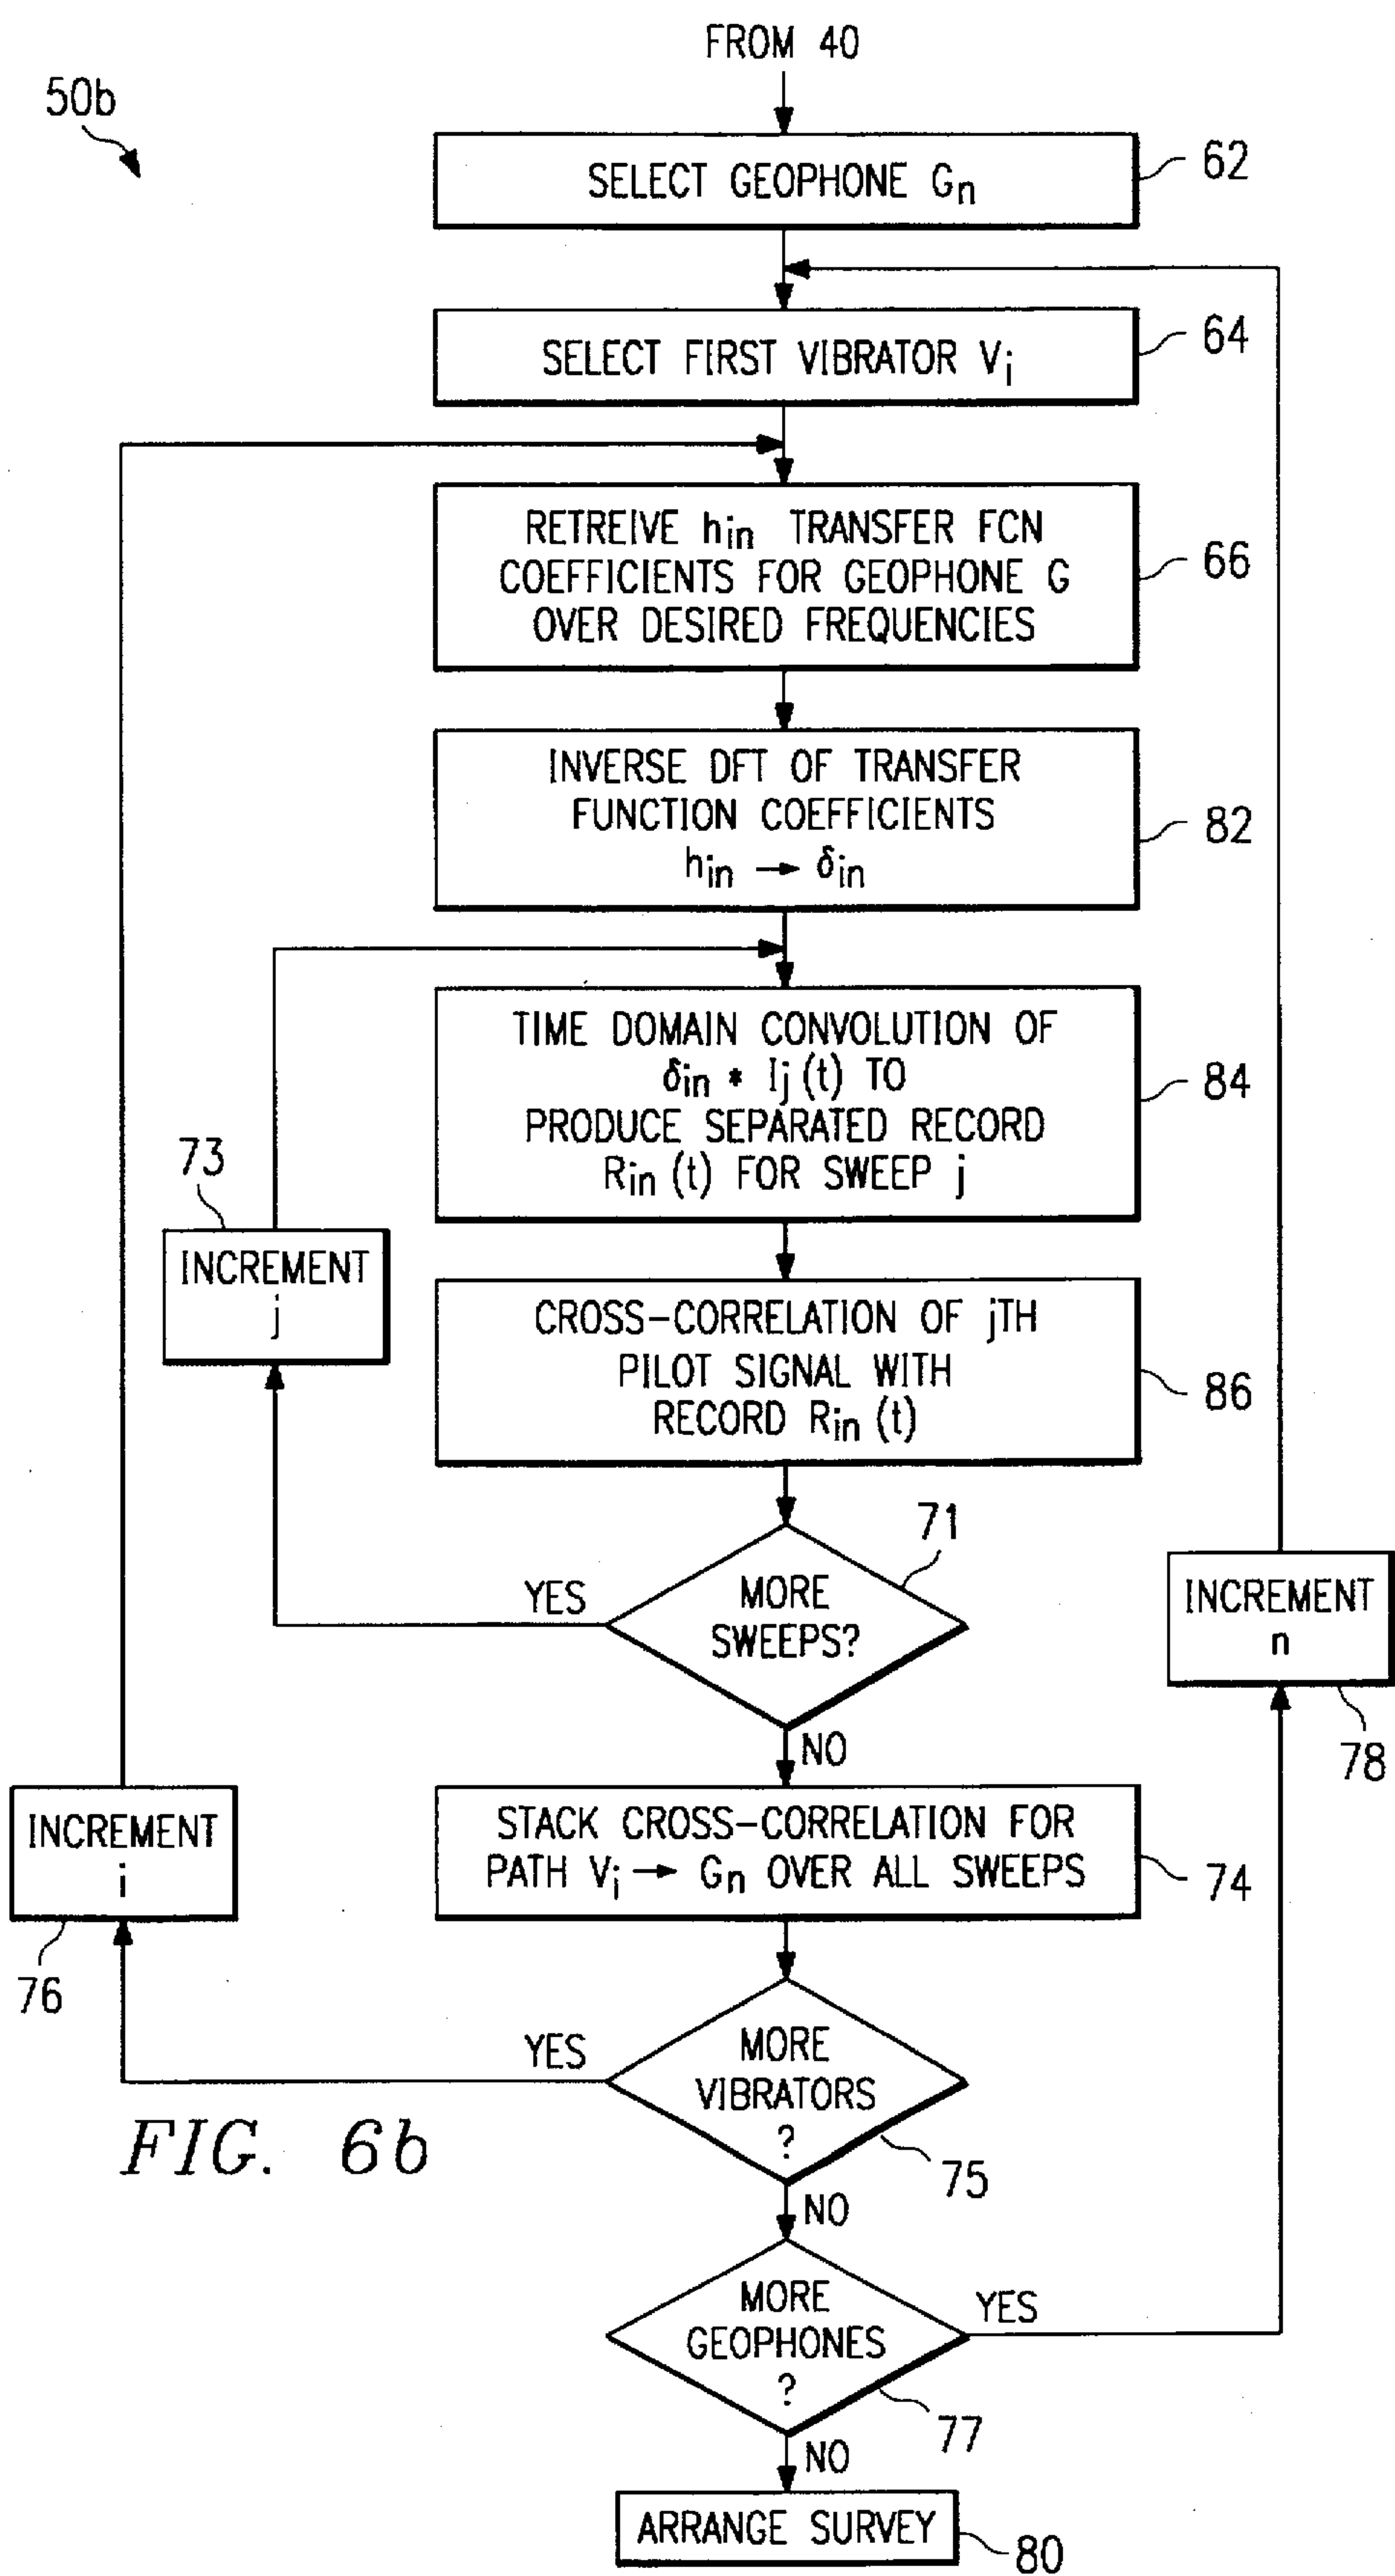 FROM 40
50b
SELECT GEOPHONE Gn
62
SELECT FIRST VIBRATOR Vi
64
RETREIVE hin TRANSFER FCN
COEFFICIENTS FOR GEOPHONE G
OVER DESIRED FREQUENCIES
66
INVERSE DFT OF TRANSFER
FUNCTION COEFFICIENTS
hin → δin
82
TIME DOMAIN CONVOLUTION OF
δin * Ij (t) TO
PRODUCE SEPARATED RECORD
Rin (t) FOR SWEEP j
84
73
INCREMENT
j
CROSS-CORRELATION OF jTH
PILOT SIGNAL WITH
RECORD Rin (t)
86
71
MORE
SWEEPS?
YES
NO
INCREMENT
n
78
STACK CROSS-CORRELATION FOR
PATH Vi → Gn OVER ALL SWEEPS
74
INCREMENT
i
76
MORE
VIBRATORS
?
YES
75
NO
FIG. 6b
MORE
GEOPHONES
?
YES
77
NO
ARRANGE SURVEY
80